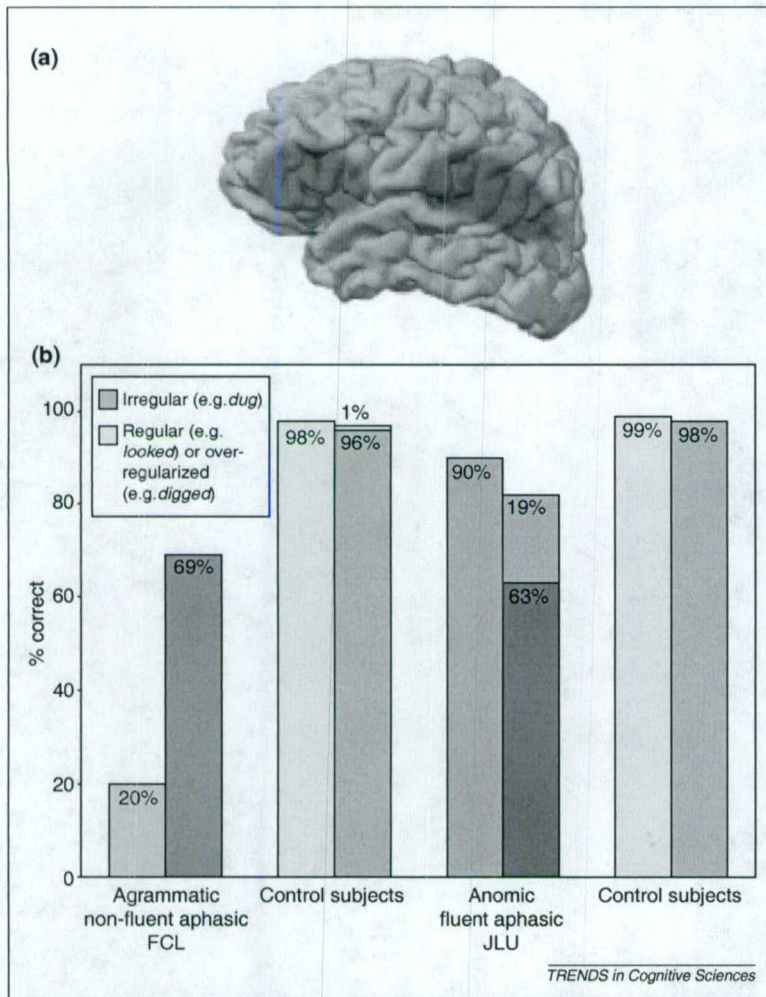 (a)
(b)
Irregular (e.g. dug)
Regular (e.g.
looked) or over-
regularized
(e.g. digged)
% correct
100
80
60
40
20
0
20%
69%
98%
1%
96%
90%
19%
63%
99%
98%
Agrammatic
non-fluent aphasic
FCL
Control subjects
Anomic
fluent aphasic
JLU
Control subjects
TRENDS in Cognitive Sciences